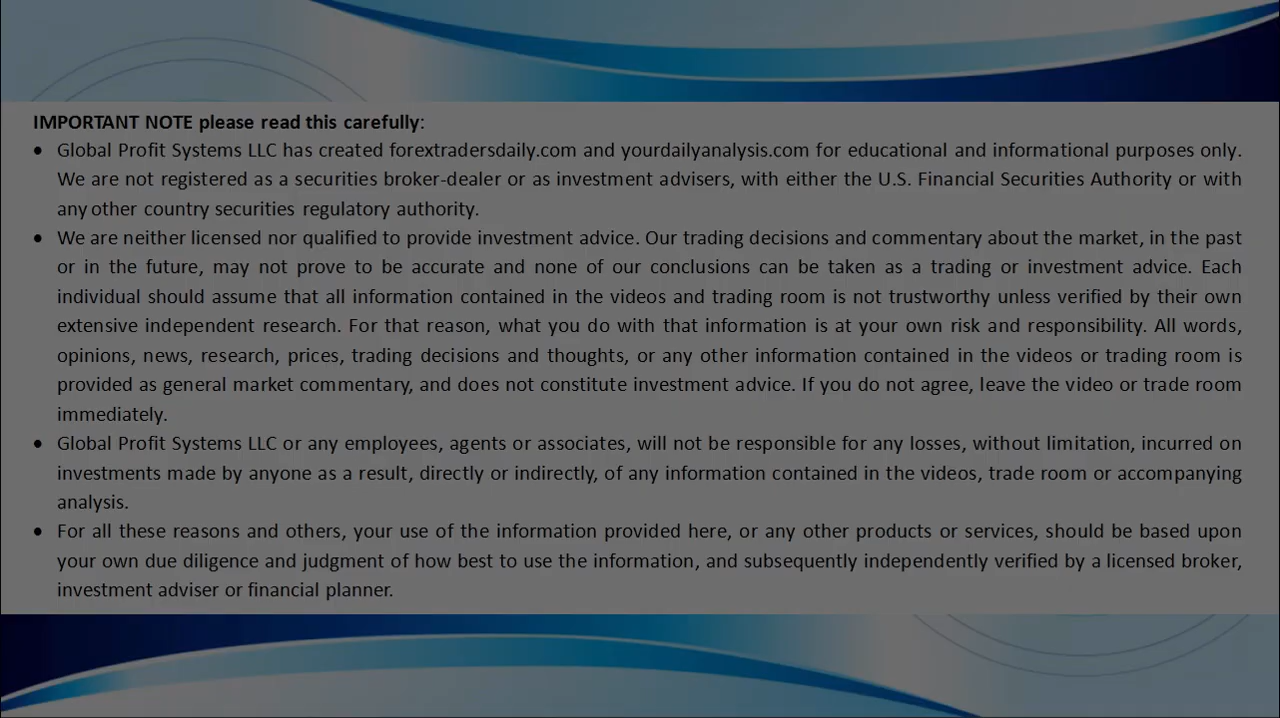 IMPORTANT NOTE please read this carefully:
• Global Profit Systems LLC has created forextradersdaily.com and yourdailyanalysis.com for educational and informational purposes only.
We are not registered as a securities broker-dealer or as investment advisers, with either the U.S. Financial Securities Authority or with
any other country securities regulatory authority.
• We are neither licensed nor qualified to provide investment advice. Our trading decisions and commentary about the market, in the past
or in the future, may not prove to be accurate and none of our conclusions can be taken as a trading or investment advice. Each
individual should assume that all information contained in the videos and trading room is not trustworthy unless verified by their own
extensive independent research. For that reason, what you do with that information is at your own risk and responsibility. All words,
opinions, news, research, prices, trading decisions and thoughts, or any other information contained in the videos or trading room is
provided as general market commentary, and does not constitute investment advice. If you do not agree, leave the video or trade room
immediately.
• Global Profit Systems LLC or any employees, agents or associates, will not be responsible for any losses, without limitation, incurred on
investments made by anyone as a result, directly or indirectly, of any information contained in the videos, trade room or accompanying
analysis.
• For all these reasons and others, your use of the information provided here, or any other products or services, should be based upon
your own due diligence and judgment of how best to use the information, and subsequently independently verified by a licensed broker,
investment adviser or financial planner.